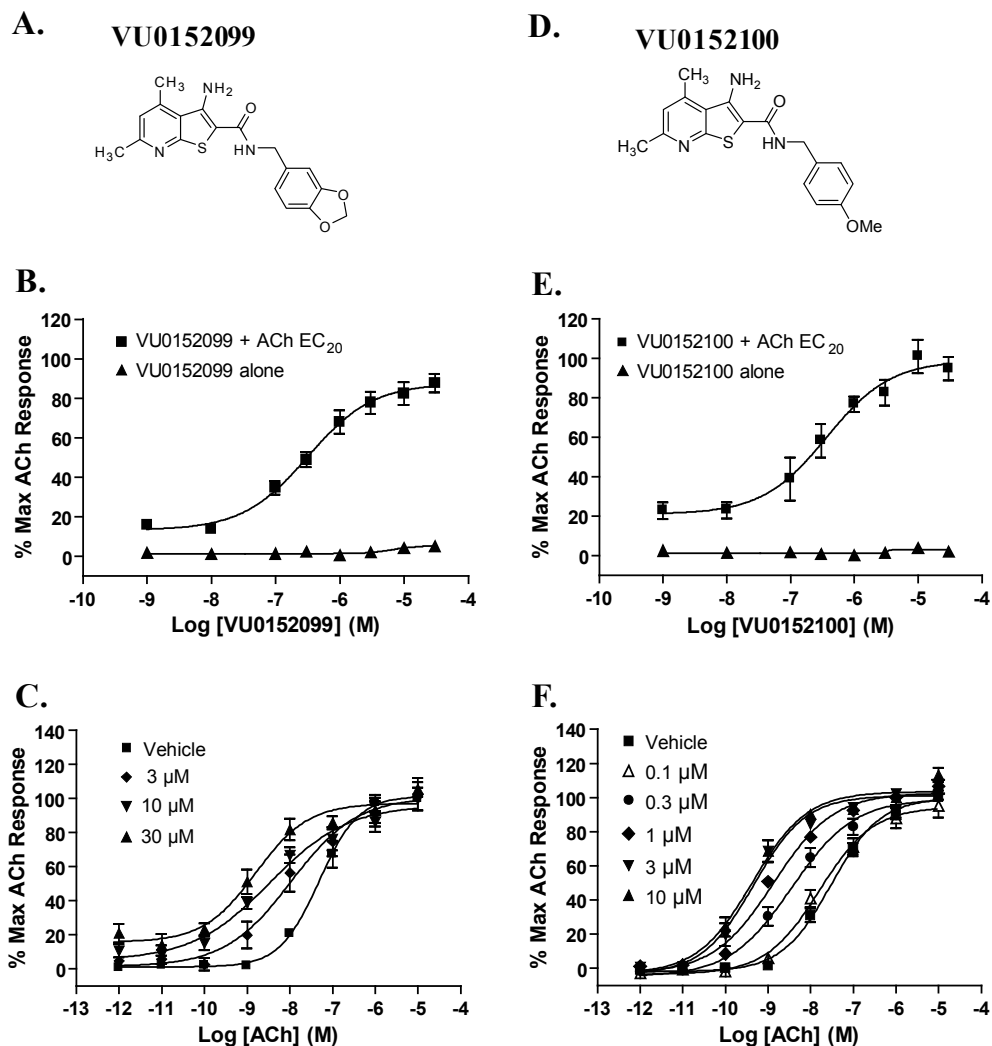 A.
VU0152099
CH3
NH2
O
H3C
N
S
HN
O
O
D.
VU0152100
CH3
NH2
O
H3C
N
S
HN
OMe
B.
% Max ACh Response
120
100
80
60
40
20
0
VU0152099 + ACh EC20
VU0152099 alone
-10 -9 -8 -7 -6 -5 -4
Log [VU0152099] (M)
E.
% Max ACh Response
120
100
80
60
40
20
0
VU0152100 + ACh EC20
VU0152100 alone
-10 -9 -8 -7 -6 -5 -4
Log [VU0152100] (M)
C.
% Max ACh Response
140
120
100
80
60
40
20
0
Vehicle
3 µM
10 µM
30 µM
-13 -12 -11 -10 -9 -8 -7 -6 -5 -4
Log [ACh] (M)
F.
% Max ACh Response
140
120
100
80
60
40
20
0
Vehicle
0.1 µM
0.3 µM
1 µM
3 µM
10 µM
-13 -12 -11 -10 -9 -8 -7 -6 -5 -4
Log [ACh] (M)